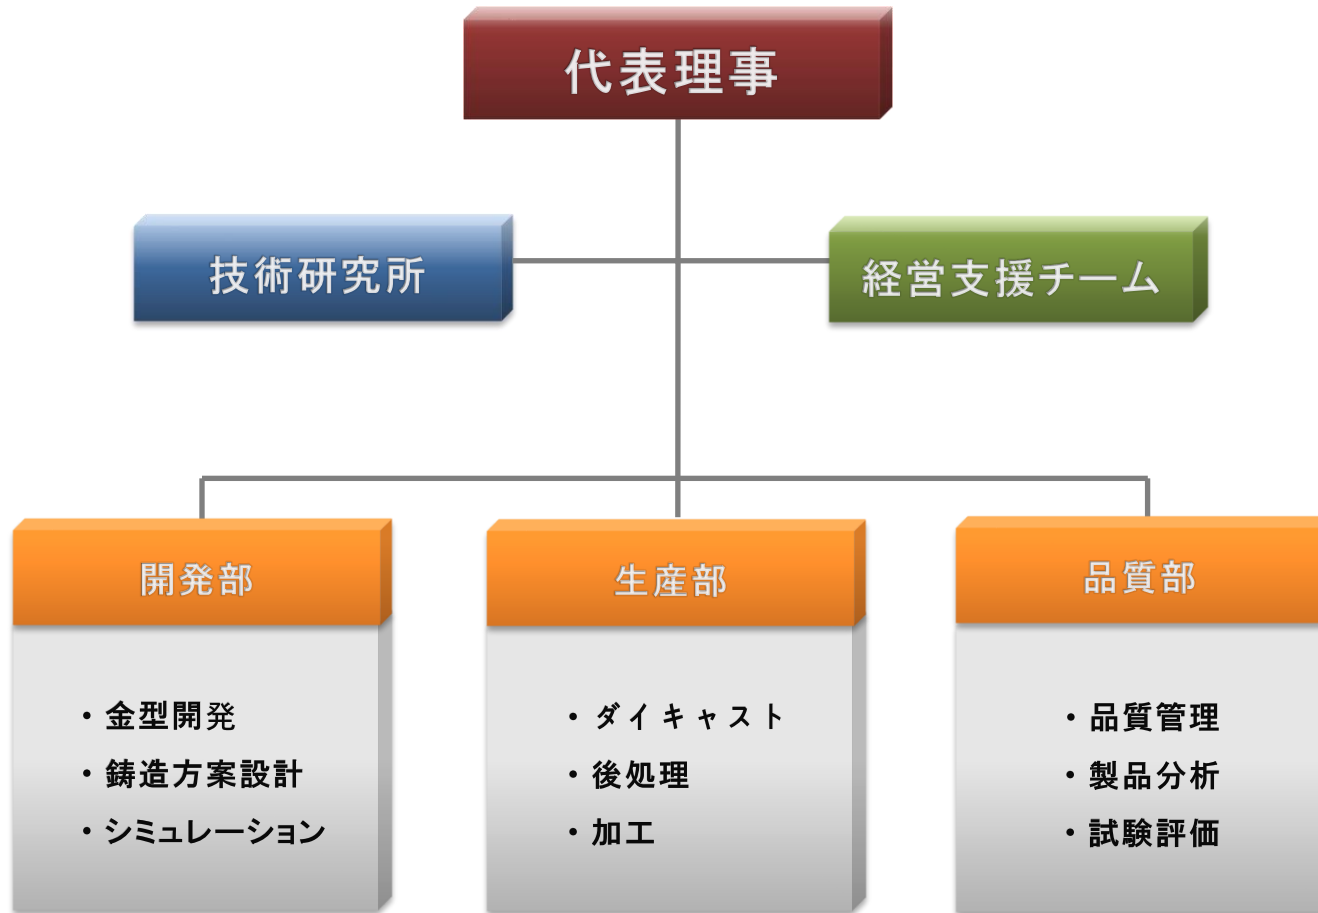 代表理事
技術研究所
経営支援チーム
開発部
・金型開発
・鋳造方案設計
・シミュレーション
生産部
・ダイキャスト
・後処理
・加工
品質部
・品質管理
・製品分析
・試験評価